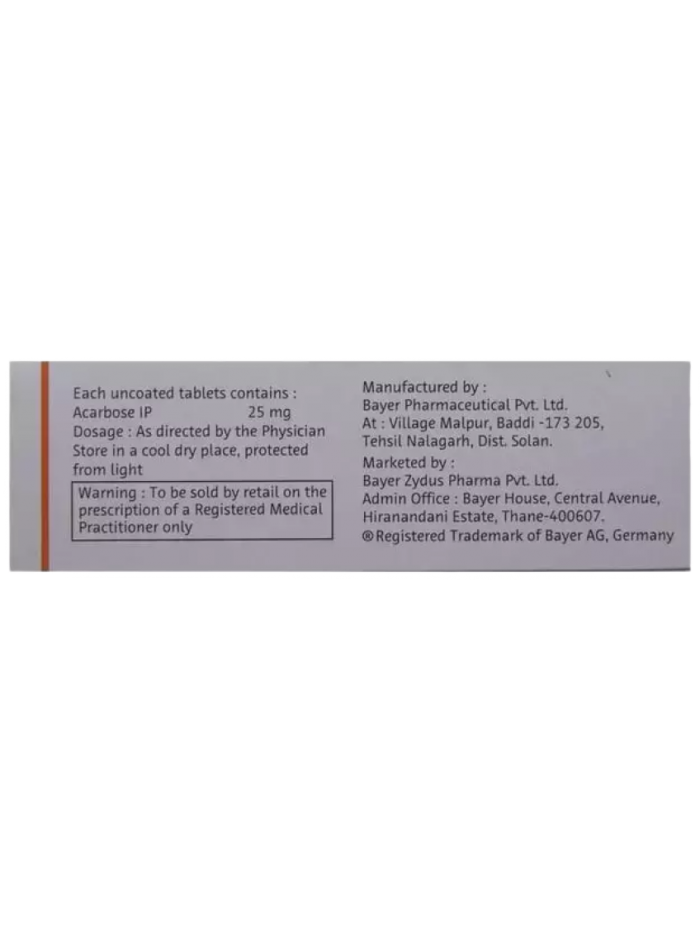 Each uncoated tablets contains :
Acarbose IP 25 mg
Dosage : As directed by the Physician
Store in a cool dry place, protected
from light
Warning : To be sold by retail on the
prescription of a Registered Medical
Practitioner only
Manufactured by :
Bayer Pharmaceutical Pvt. Ltd.
At : Village Malpur, Baddi -173 205,
Tehsil Nalagarh, Dist. Solan.
Marketed by :
Bayer Zydus Pharma Pvt. Ltd.
Admin Office : Bayer House, Central Avenue,
Hiranandani Estate, Thane-400607.
®Registered Trademark of Bayer AG, Germany